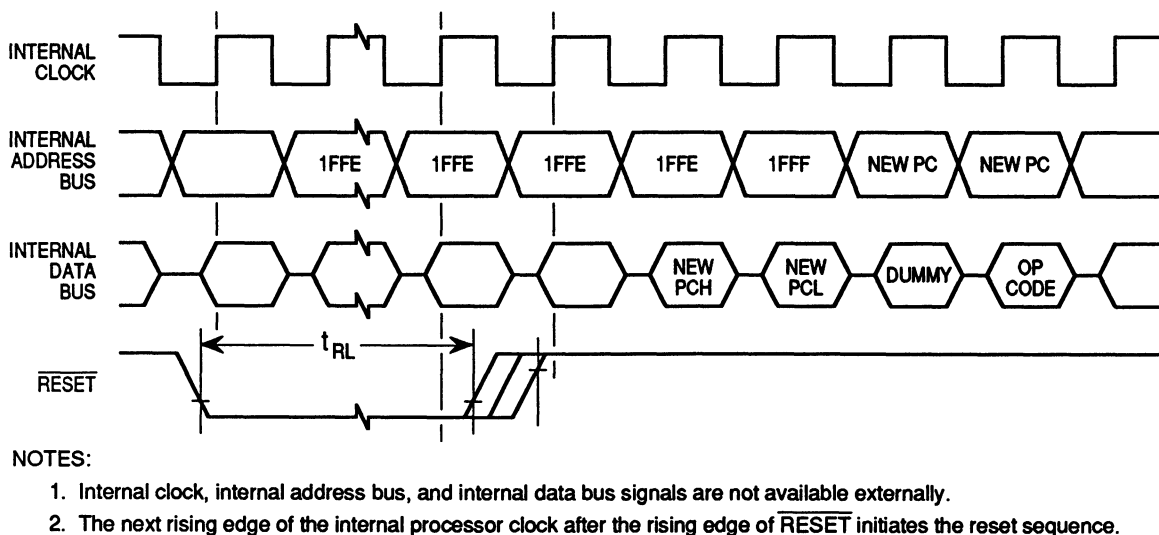 INTERNAL
CLOCK
INTERNAL
ADDRESS
BUS
1FFE
1FFE
1FFE
1FFE
1FFF
NEW PC
NEW PC
INTERNAL
DATA
BUS
NEW
PCH
NEW
PCL
DUMMY
OP
CODE
tRL
RESET
NOTES:
1. Internal clock, internal address bus, and internal data bus signals are not available externally.
2. The next rising edge of the internal processor clock after the rising edge of RESET initiates the reset sequence.